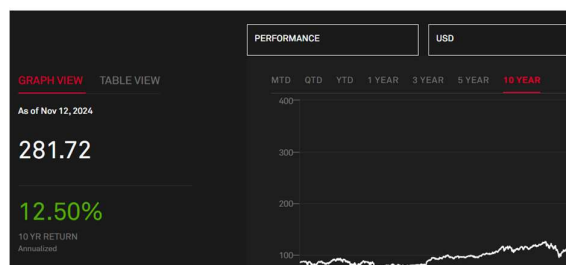 PERFORMANCE
USD
GRAPH VIEW TABLE VIEW
MTD QTD YTD 1 YEAR 3 YEAR 5 YEAR 10 YEAR
As of Nov 12, 2024
400
281.72
300
200
12.50%
10 YR RETURN
Annualized
100